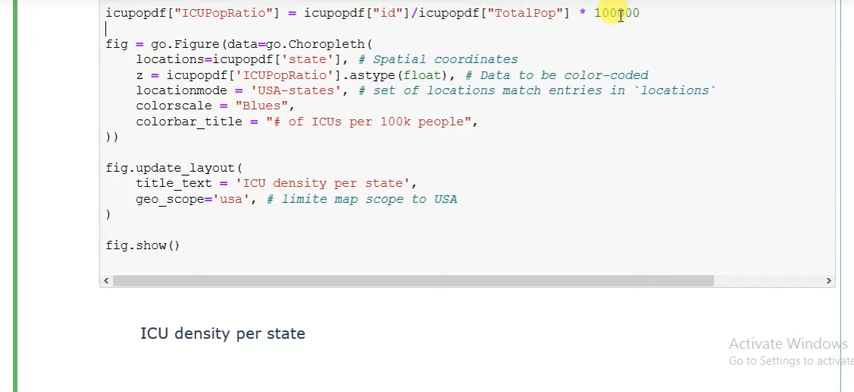 icupopdf["ICUPopRatio"] = icupopdf["id"]/icupopdf["TotalPop"] * 100000
fig = go.Figure(data=go.Choropleth(
locations=icupopdf['state'], # Spatial coordinates
z = icupopdf['ICUPopRatio'].astype(float), # Data to be color-coded
locationmode = 'USA-states', # set of locations match entries in `locations`
colorscale = "Blues",
colorbar_title = "# of ICUs per 100k people",
))
fig.update_layout(
title_text = 'ICU density per state',
geo_scope='usa', # limite map scope to USA
)
fig.show()
ICU density per state
Activate Windows
Go to Settings to activate